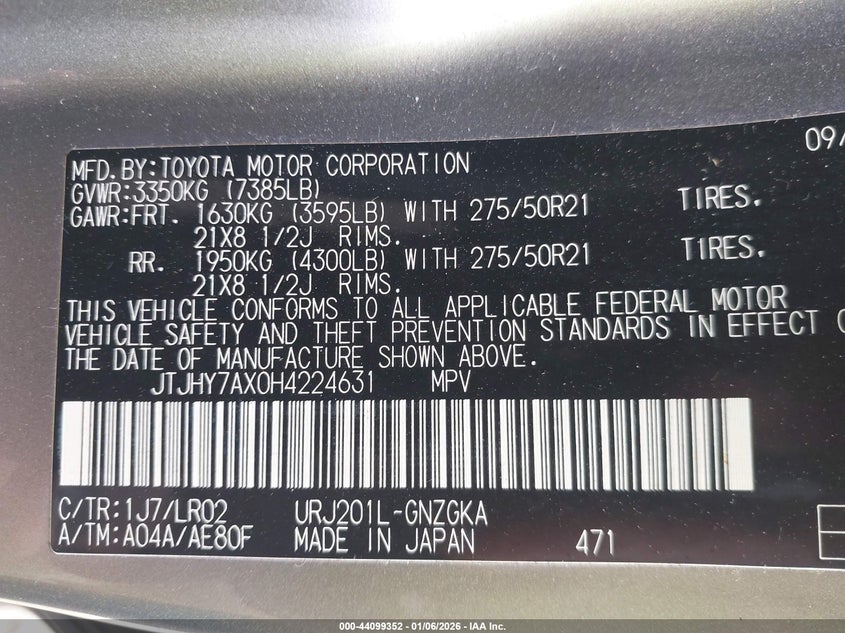 09/
MFD.BY:TOYOTA MOTOR CORPORATION
GVWR:3350KG (7385LB)
GAWR:FRT. 1630KG (3595LB) WITH 275/50R21 TIRES.
21X8 1/2J RIMS.
RR. 1950KG (4300LB) WITH 275/50R21 TIRES.
21X8 1/2J RIMS.
THIS VEHICLE CONFORMS TO ALL APPLICABLE FEDERAL MOTOR
VEHICLE SAFETY AND THEFT PREVENTION STANDARDS IN EFFECT
THE DATE OF MANUFACTURE SHOWN ABOVE.
JTJHY7AX0H4224631 MPV
C/TR:1J7/LR02 URJ201L-GNZGKA
A/TM:A04A/AE80F MADE IN JAPAN 471
000-44099352 | 01/06/2026 - IAA Inc.